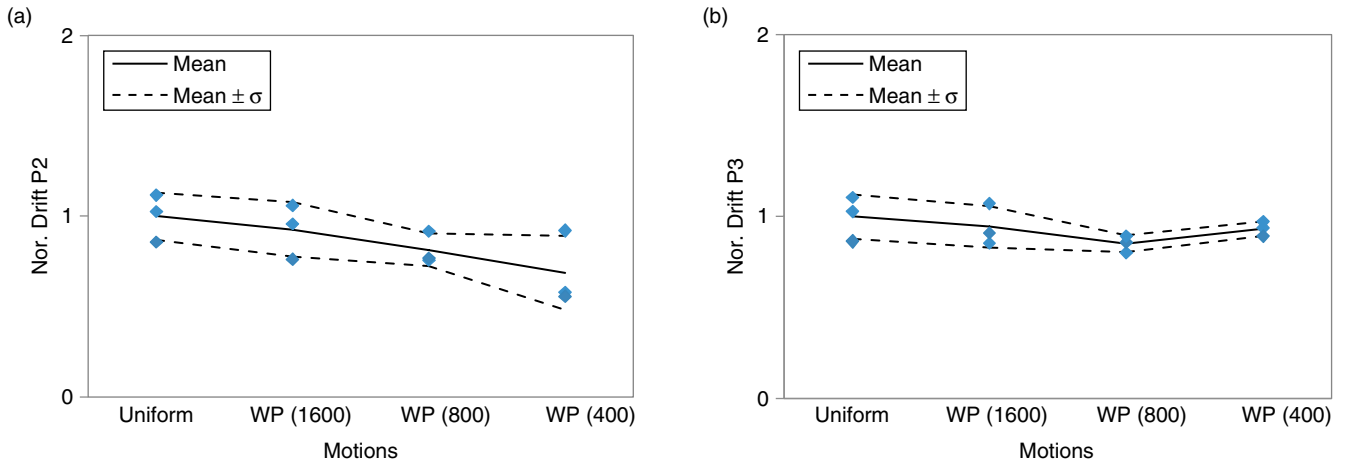 (a)
2
Mean
Mean ± σ
1
0
Nor. Drift P2
Uniform WP (1600) WP (800) WP (400)
Motions
(b)
2
Mean
Mean ± σ
1
0
Nor. Drift P3
Uniform WP (1600) WP (800) WP (400)
Motions